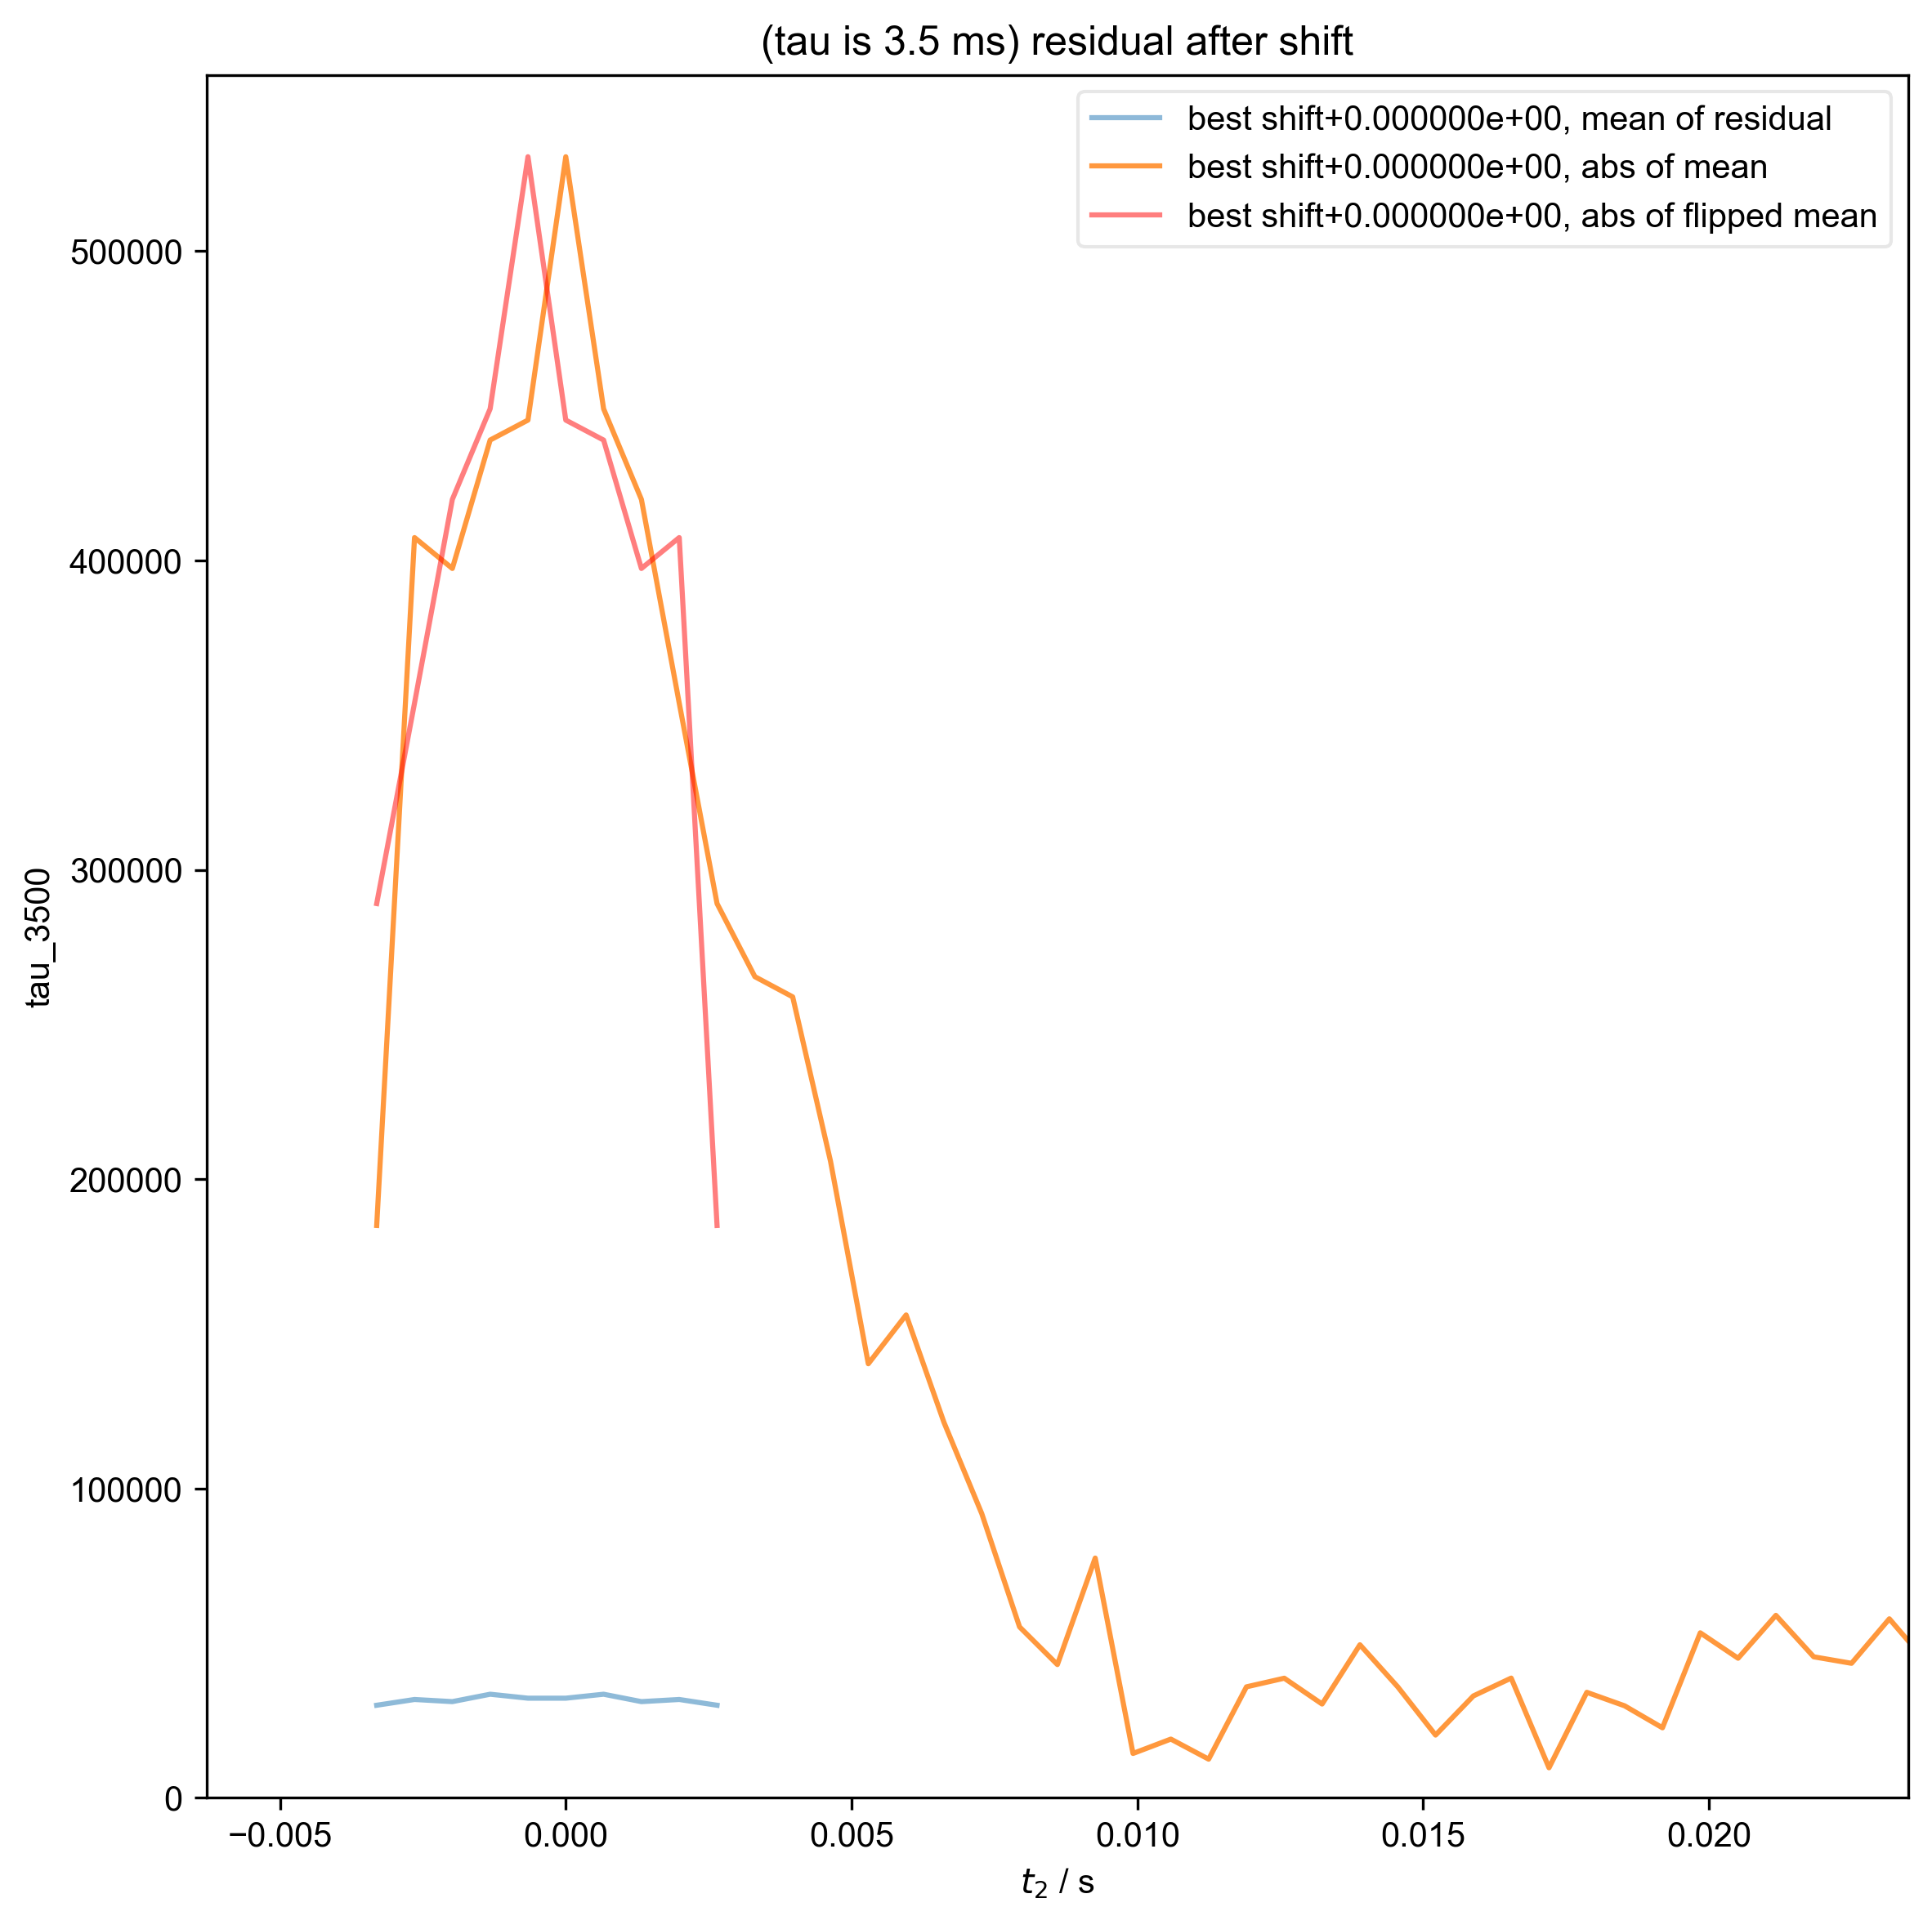 (tau is 3.5 ms) residual after shift
best shift+0.000000e+00, mean of residual
best shift+0.000000e+00, abs of mean
best shift+0.000000e+00, abs of flipped mean
500000
400000
300000
200000
100000
0
tau_3500
−0.005
0.000
0.005
0.010
0.015
0.020
t₂ / s